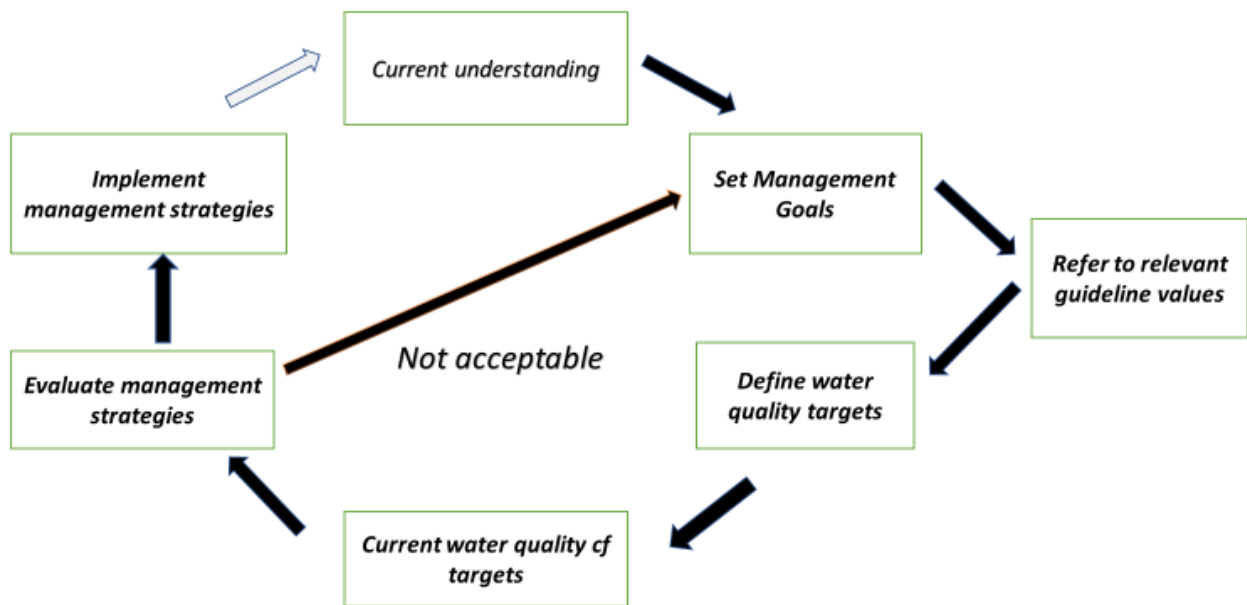 Current understanding
Set Management
Goals
Refer to relevant
guideline values
Define water
quality targets
Current water quality cf
targets
Evaluate management
strategies
Implement
management strategies
Not acceptable